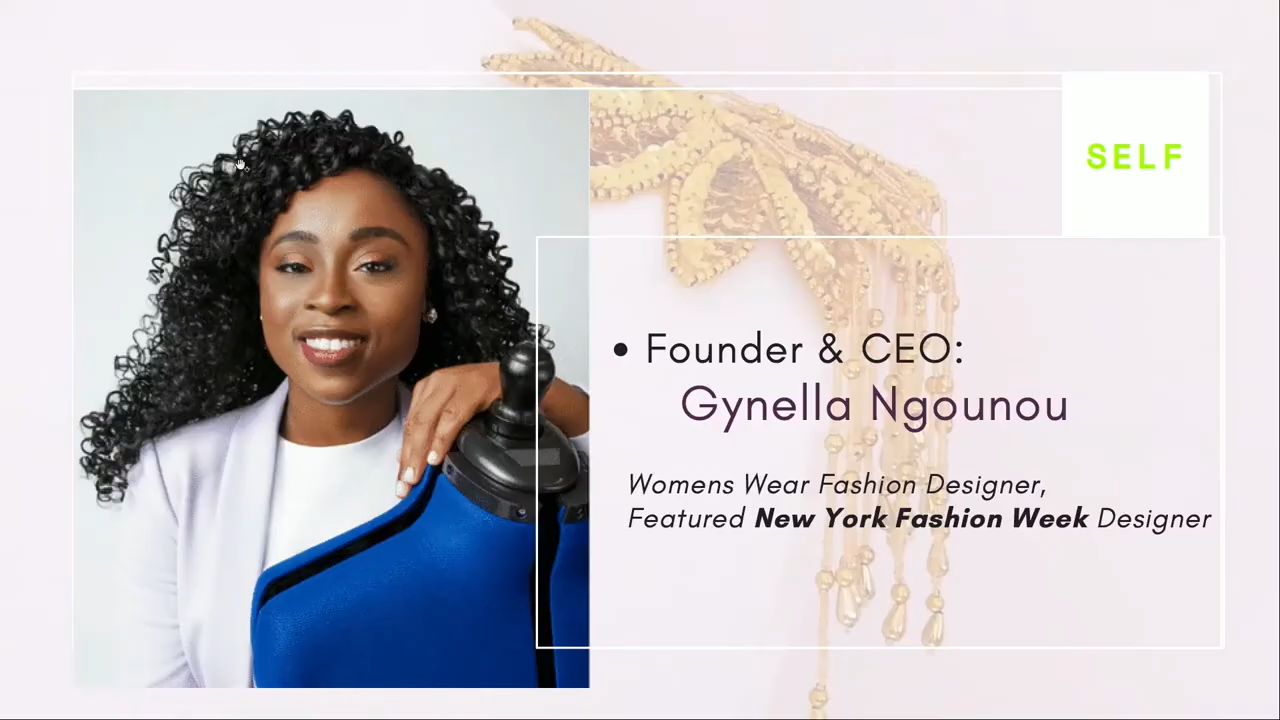 SELF
• Founder & CEO:
Gynella Ngounou
Womens Wear Fashion Designer,
Featured New York Fashion Week Designer